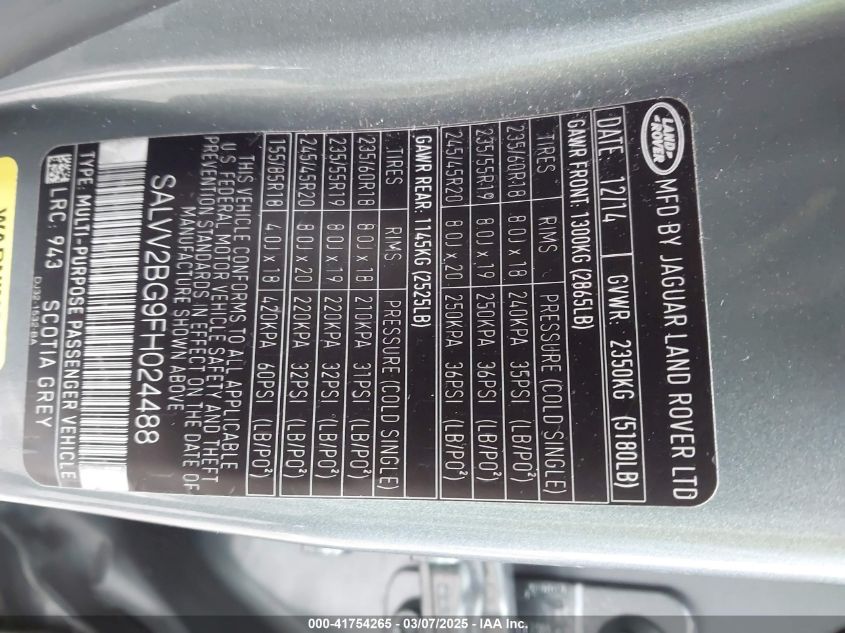 LAND ROVER MFD BY JAGUAR LAND ROVER LTD
DATE: 12/14 GVWR: 2350KG (5180LB)
GAWR FRONT: 1300KG (2865LB)
TIRES RIMS PRESSURE (COLD SINGLE)
235/60R18 8.0J x 18 240KPA 35PSI (LB/PO²)
235/55R19 8.0J x 19 250KPA 36PSI (LB/PO²)
245/45R20 8.0J x 20 250KPA 36PSI (LB/PO²)
GAWR REAR: 1145KG (2525LB)
TIRES RIMS PRESSURE (COLD SINGLE)
235/60R18 8.0J x 18 210KPA 31PSI (LB/PO²)
235/55R19 8.0J x 19 220KPA 32PSI (LB/PO²)
245/45R20 8.0J x 20 220KPA 32PSI (LB/PO²)
155/85R18 4.0J x 18 420KPA 60PSI (LB/PO²)
THIS VEHICLE CONFORMS TO ALL APPLICABLE
U.S. FEDERAL MOTOR VEHICLE SAFETY AND THEFT
PREVENTION STANDARDS IN EFFECT ON THE DATE OF
MANUFACTURE SHOWN ABOVE
SALVV2BG9FH024488
TYPE: MULTI-PURPOSE PASSENGER VEHICLE
LRC: 943 SCOTIA GREY
DJ32-1532-BA
000-41754265 - 03/07/2025 - IAA Inc.